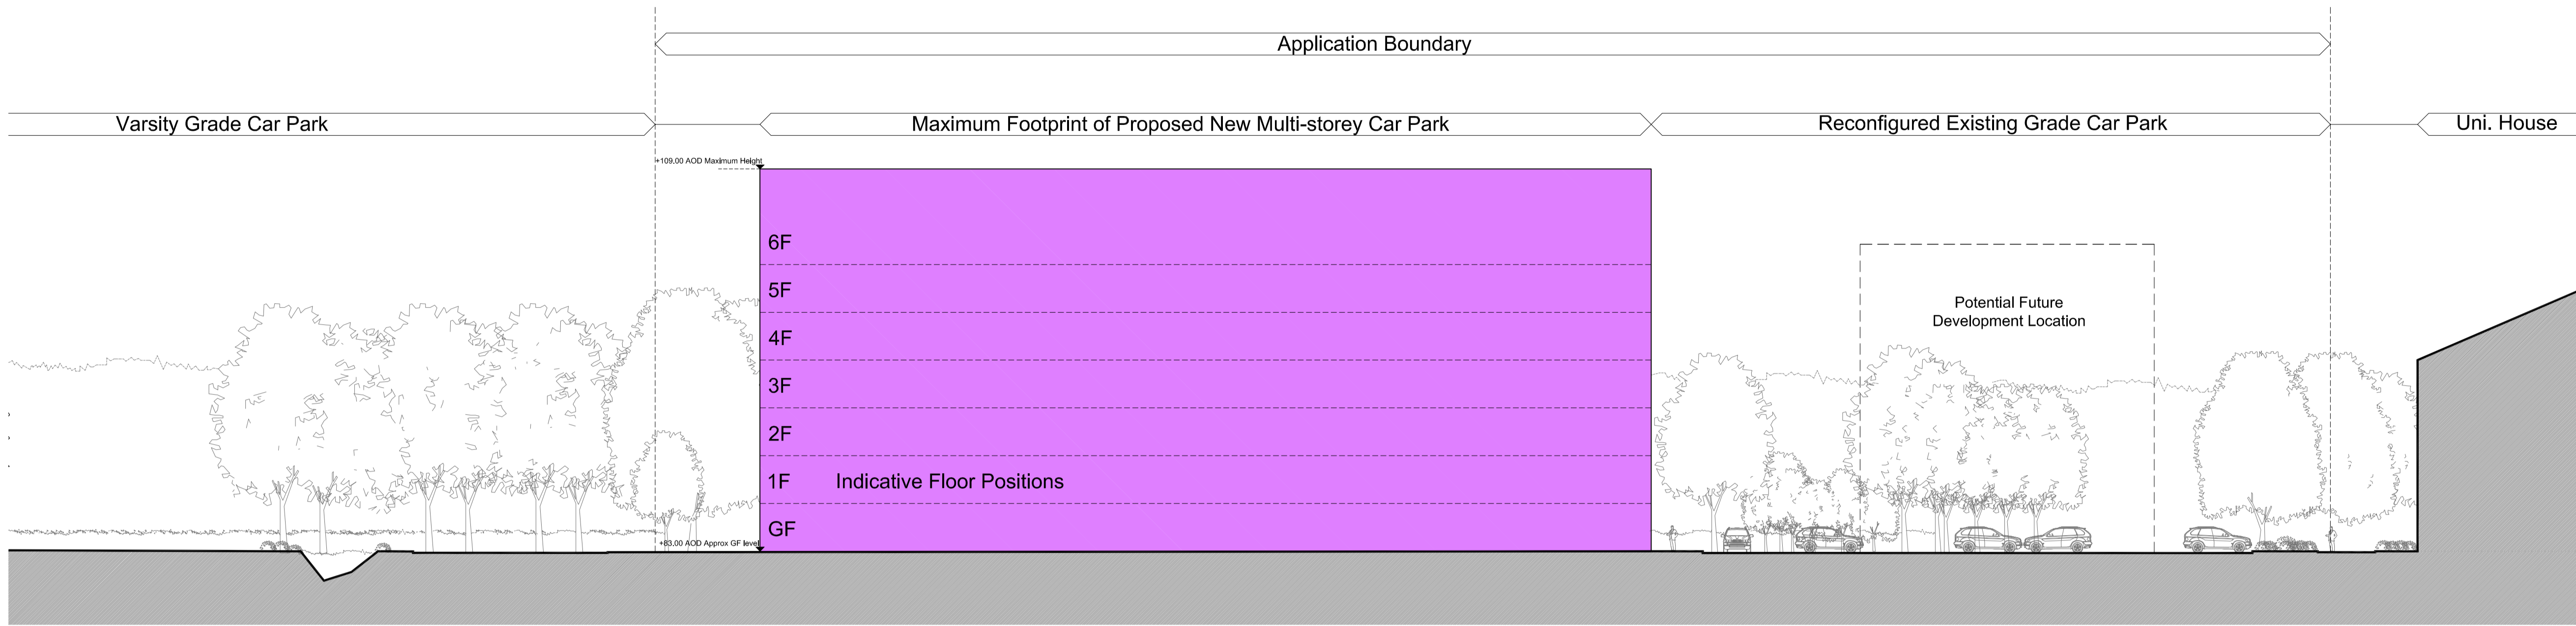 Application Boundary
Varsity Grade Car Park
Maximum Footprint of Proposed New Multi-storey Car Park
Reconfigured Existing Grade Car Park
Uni. House
+109.00 AOD Maximum Height
6F
5F
Potential Future
Development Location
4F
3F
2F
1F Indicative Floor Positions
GF
+83.00 AOD Approx GF level